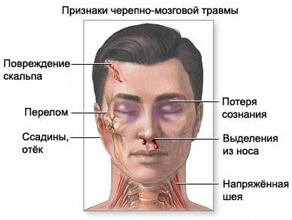 Признаки черепно-мозговой травмы
Повреждение
скальпа
Перелом
Ссадины,
отёк
Потеря
сознания
Выделения
из носа
Напряжённая
шея